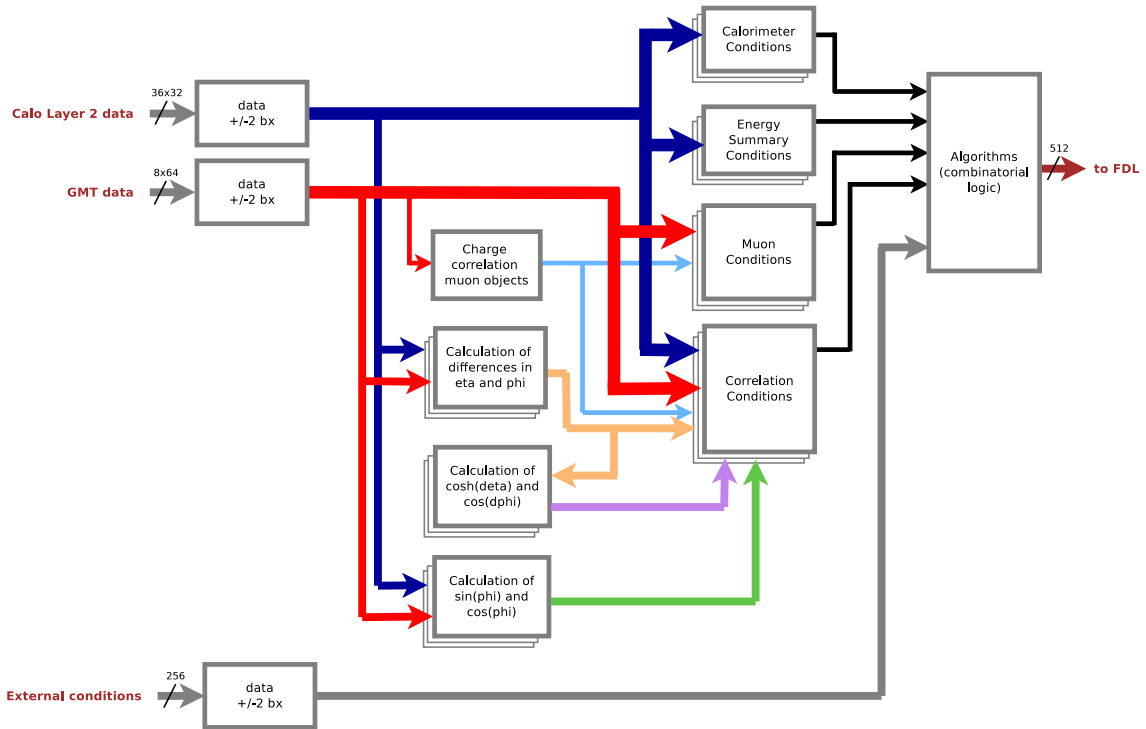 Calorimeter
Conditions
36x32
Calo Layer 2 data
data
+/-2 bx
Energy
Summary
Conditions
8x64
GMT data
data
+/-2 bx
Algorithms
(combinatorial
logic)
512
to FDL
Charge
correlation
muon objects
Muon
Conditions
Calculation of
differences in
eta and phi
Correlation
Conditions
Calculation of
cosh(deta) and
cos(dphi)
Calculation of
sin(phi) and
cos(phi)
256
External conditions
data
+/-2 bx